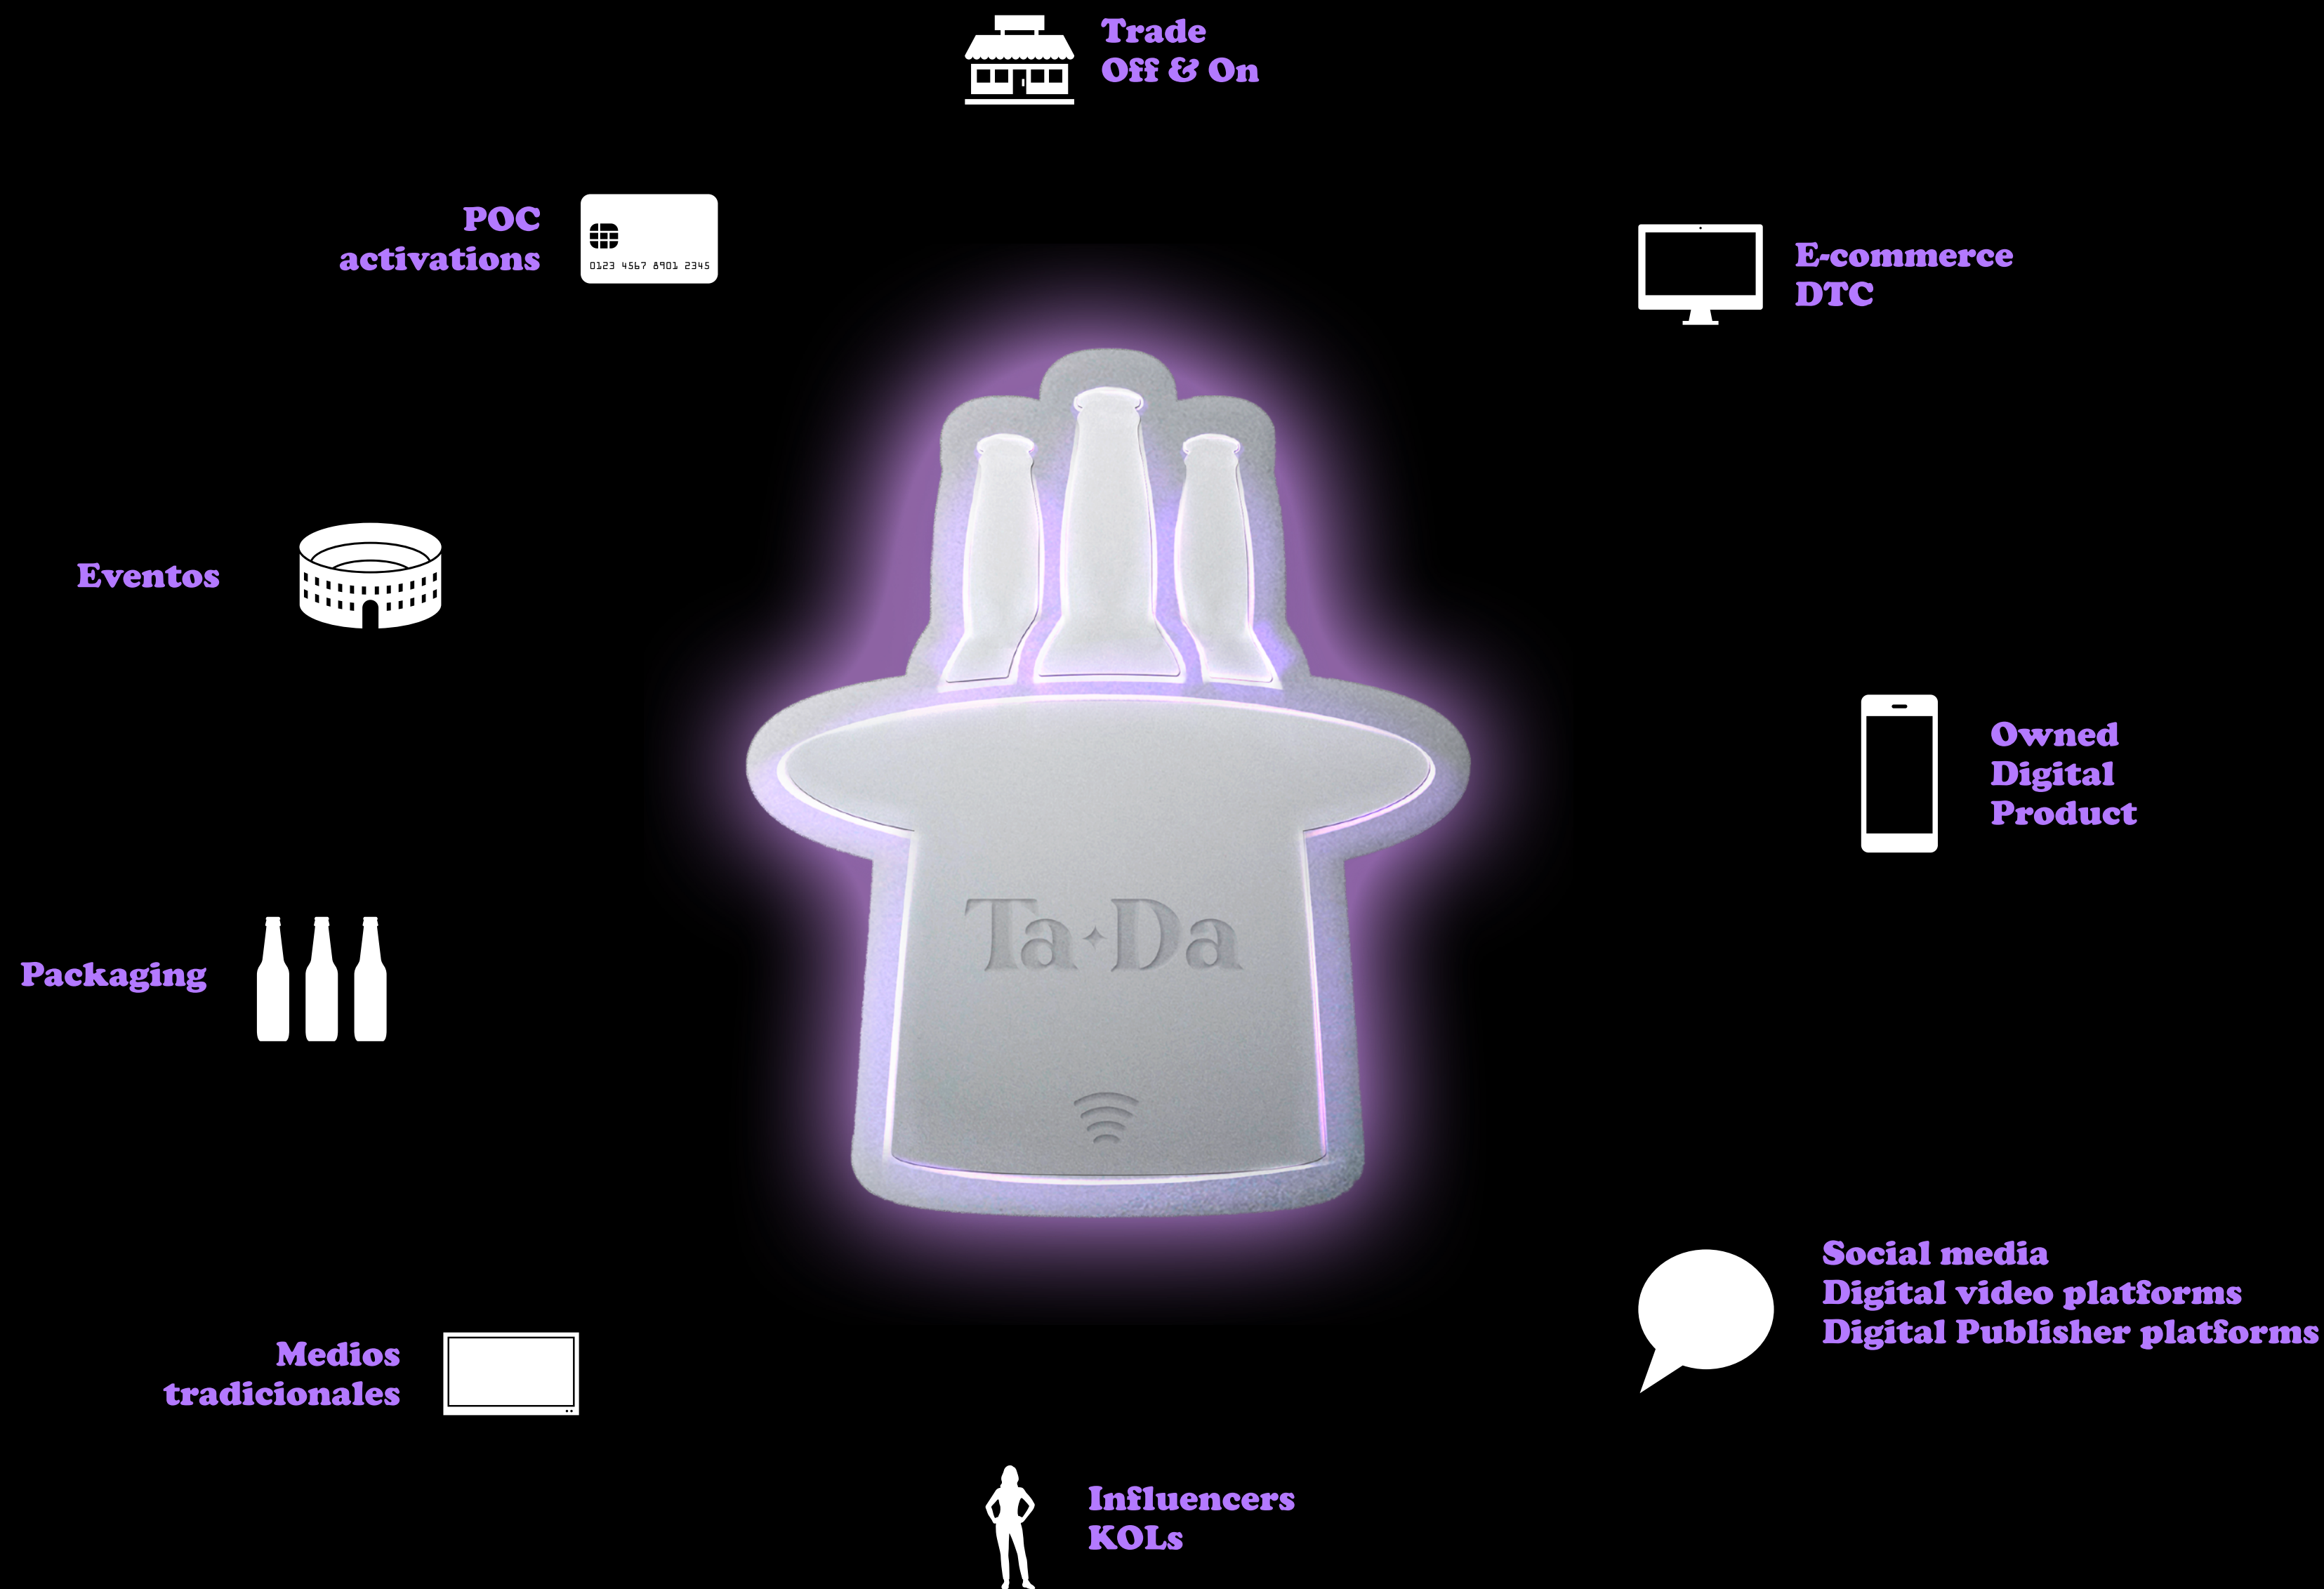 Trade
Off & On
POC
activations
0123 4567 8901 2345
E-commerce
DTC
Eventos
Owned
Digital
Product
Ta✦Da
Packaging
Social media
Digital video platforms
Digital Publisher platforms
Medios
tradicionales
Influencers
KOLs